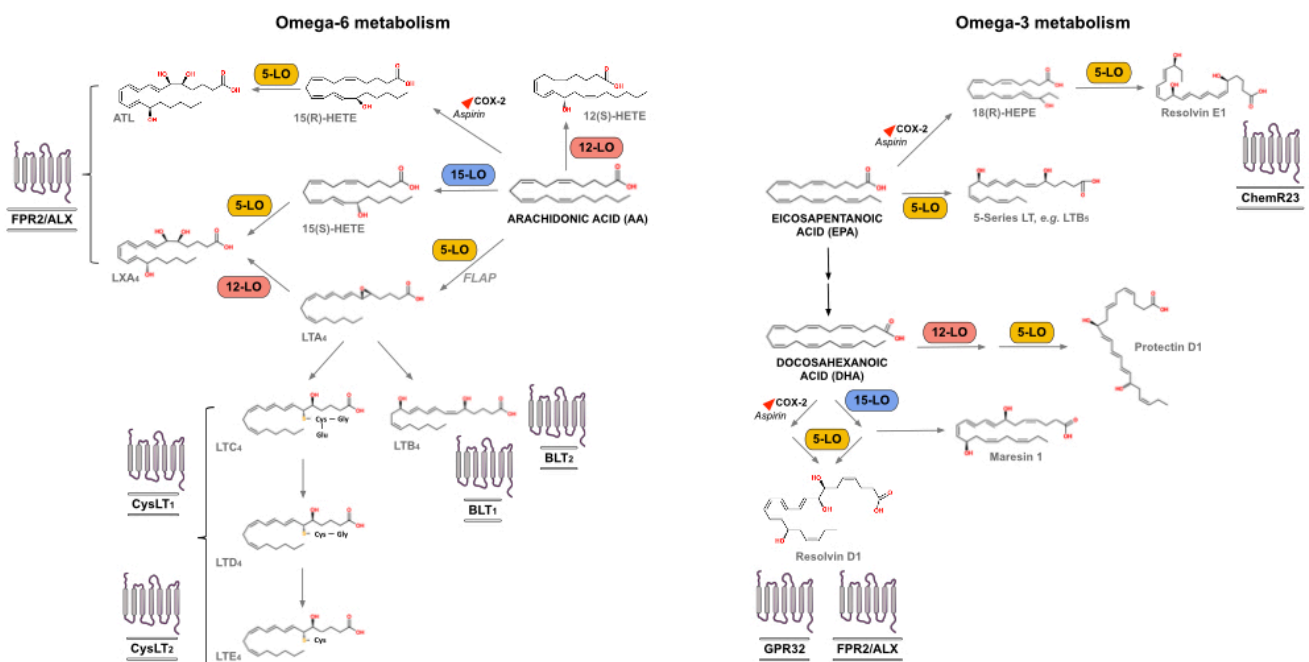 Omega-6 metabolism
5-LO
ATL
15(R)-HETE
COX-2
Aspirin
12(S)-HETE
12-LO
15-LO
FPR2/ALX
5-LO
15(S)-HETE
ARACHIDONIC ACID (AA)
5-LO
FLAP
LXA4
12-LO
LTA4
LTC4
Cys – Gly
Glu
LTB4
BLT2
BLT1
CysLT1
LTD4
Cys – Gly
CysLT2
LTE4
Cys
Omega-3 metabolism
5-LO
18(R)-HEPE
Resolvin E1
COX-2
Aspirin
ChemR23
5-LO
EICOSAPENTANOIC
ACID (EPA)
5-Series LT, e.g. LTB5
12-LO
5-LO
Protectin D1
DOCOSAHEXANOIC
ACID (DHA)
COX-2
Aspirin
15-LO
5-LO
Maresin 1
Resolvin D1
GPR32
FPR2/ALX